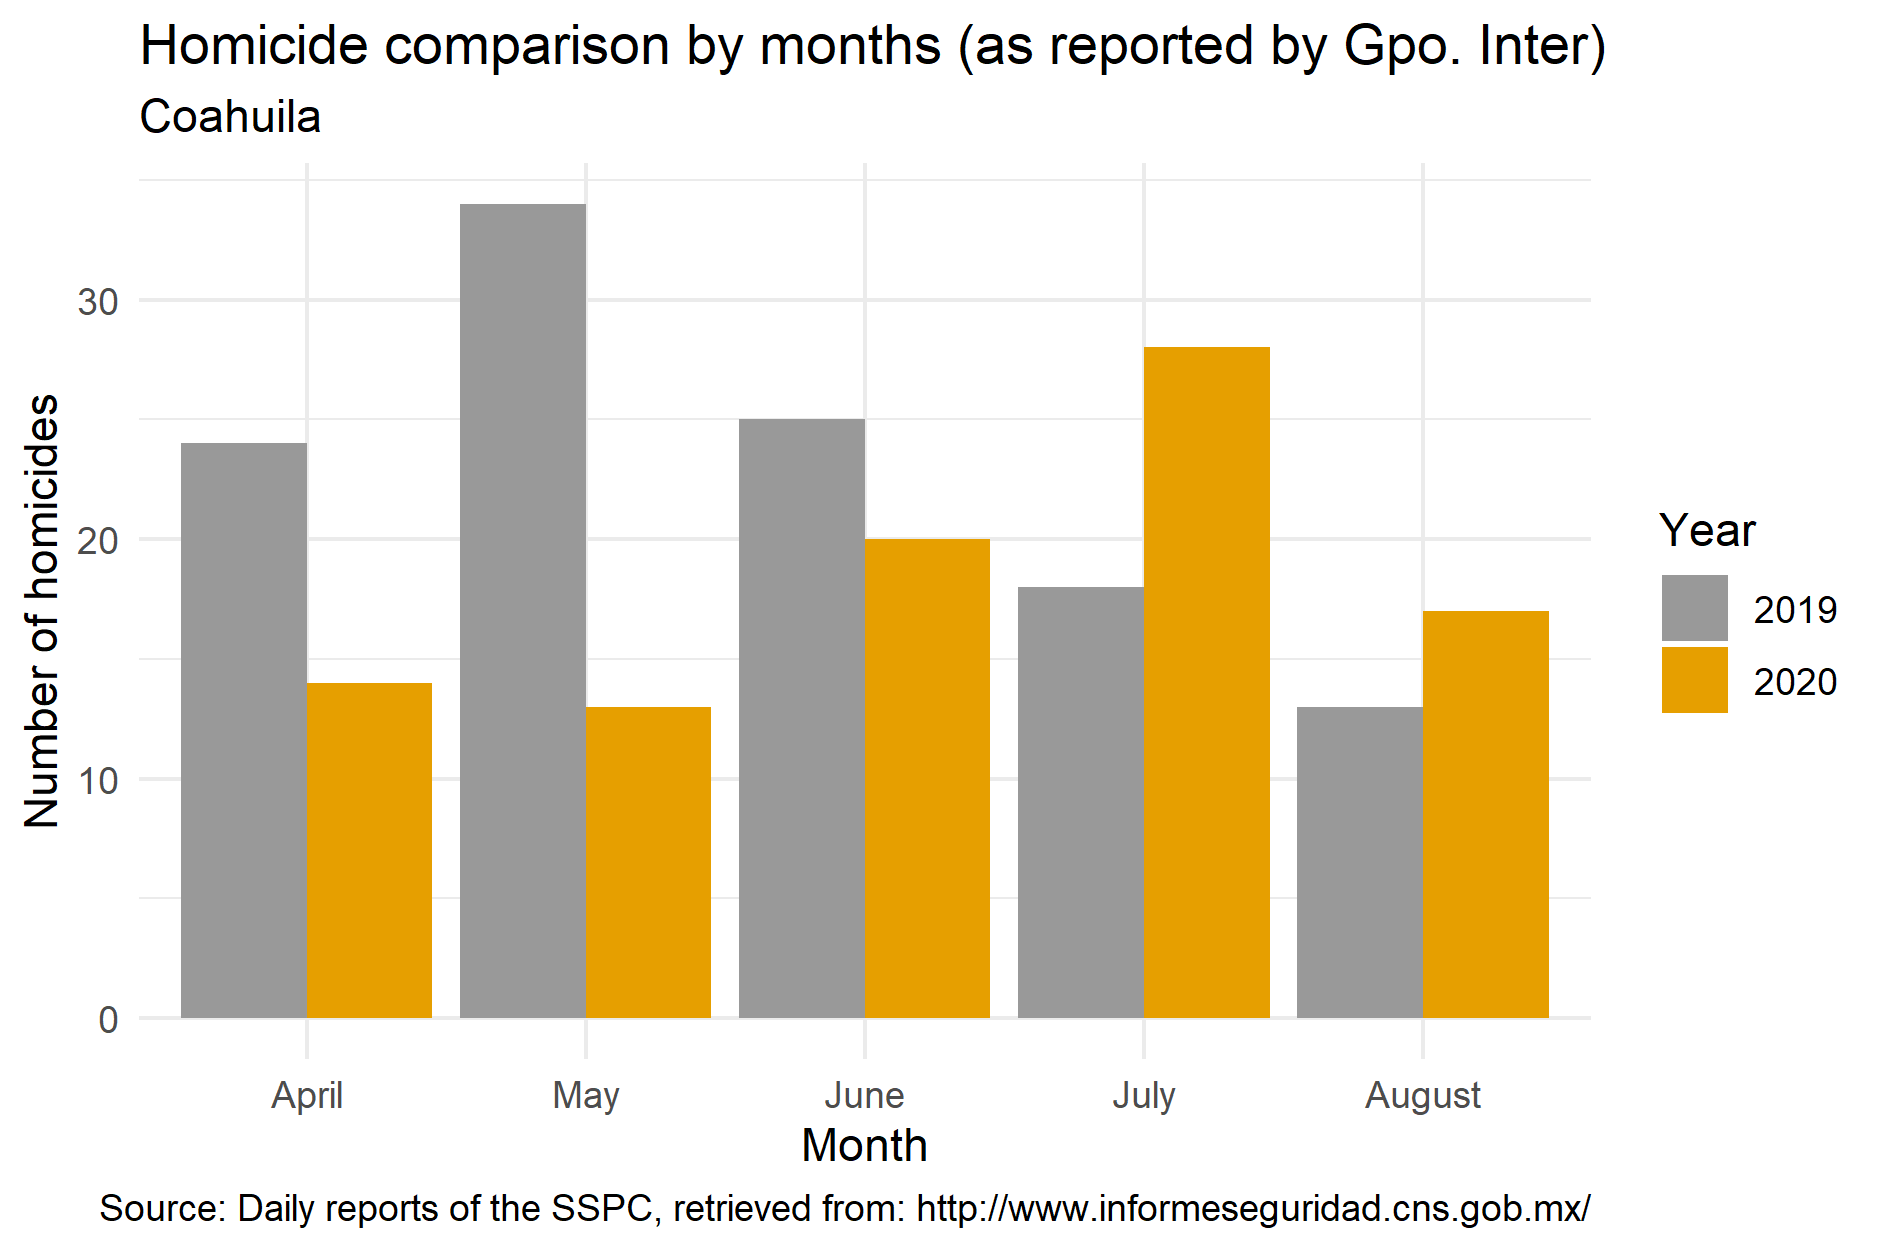 Homicide comparison by months (as reported by Gpo. Inter)
Coahuila
Number of homicides
30
20
10
0
April May June July August
Month
Year
2019
2020
Source: Daily reports of the SSPC, retrieved from: http://www.informeseguridad.cns.gob.mx/